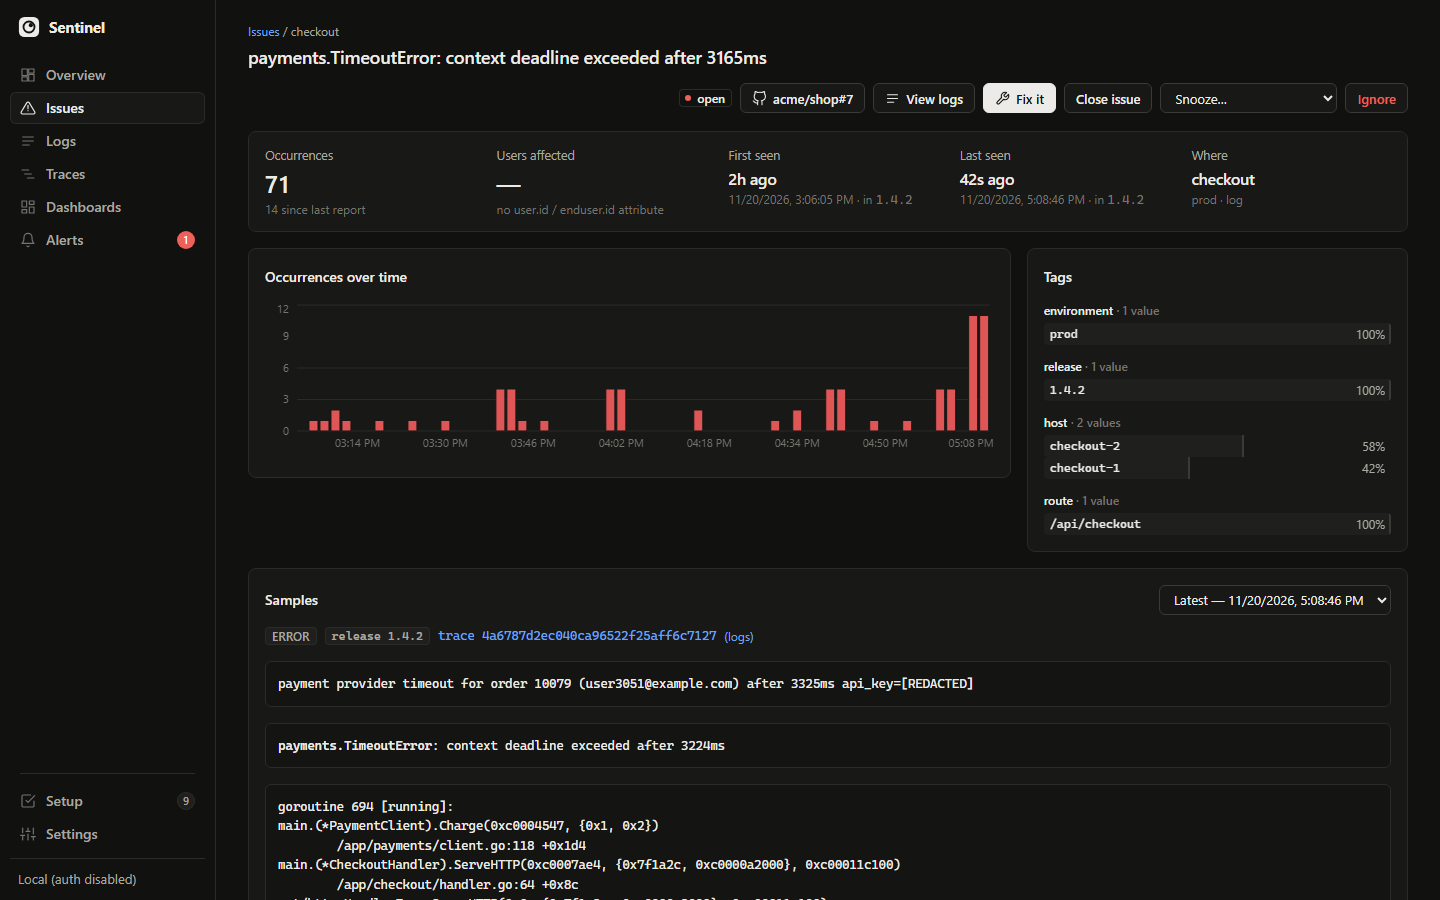 Sentinel
Overview
Issues
Logs
Traces
Dashboards
Alerts 1
Setup 9
Settings
Local (auth disabled)
Issues / checkout
payments.TimeoutError: context deadline exceeded after 3165ms
open acme/shop#7 View logs Fix it Close issue Snooze... Ignore
Occurrences
71
14 since last report
Users affected
—
no user.id / enduser.id attribute
First seen
2h ago
11/20/2026, 3:06:05 PM · in 1.4.2
Last seen
42s ago
11/20/2026, 5:08:46 PM · in 1.4.2
Where
checkout
prod · log
Occurrences over time
12
9
6
3
0
03:14 PM 03:30 PM 03:46 PM 04:02 PM 04:18 PM 04:34 PM 04:50 PM 05:08 PM
Tags
environment · 1 value
prod 100%
release · 1 value
1.4.2 100%
host · 2 values
checkout-2 58%
checkout-1 42%
route · 1 value
/api/checkout 100%
Samples Latest — 11/20/2026, 5:08:46 PM
ERROR release 1.4.2 trace 4a6787d2ec040ca96522f25aff6c7127 (logs)
payment provider timeout for order 10079 (user3051@example.com) after 3325ms api_key=[REDACTED]
payments.TimeoutError: context deadline exceeded after 3224ms
goroutine 694 [running]:
main.(*PaymentClient).Charge(0xc0004547, {0x1, 0x2})
/app/payments/client.go:118 +0x1d4
main.(*CheckoutHandler).ServeHTTP(0xc0007ae4, {0x7f1a2c, 0xc0000a2000}, 0xc00011c100)
/app/checkout/handler.go:64 +0x8c